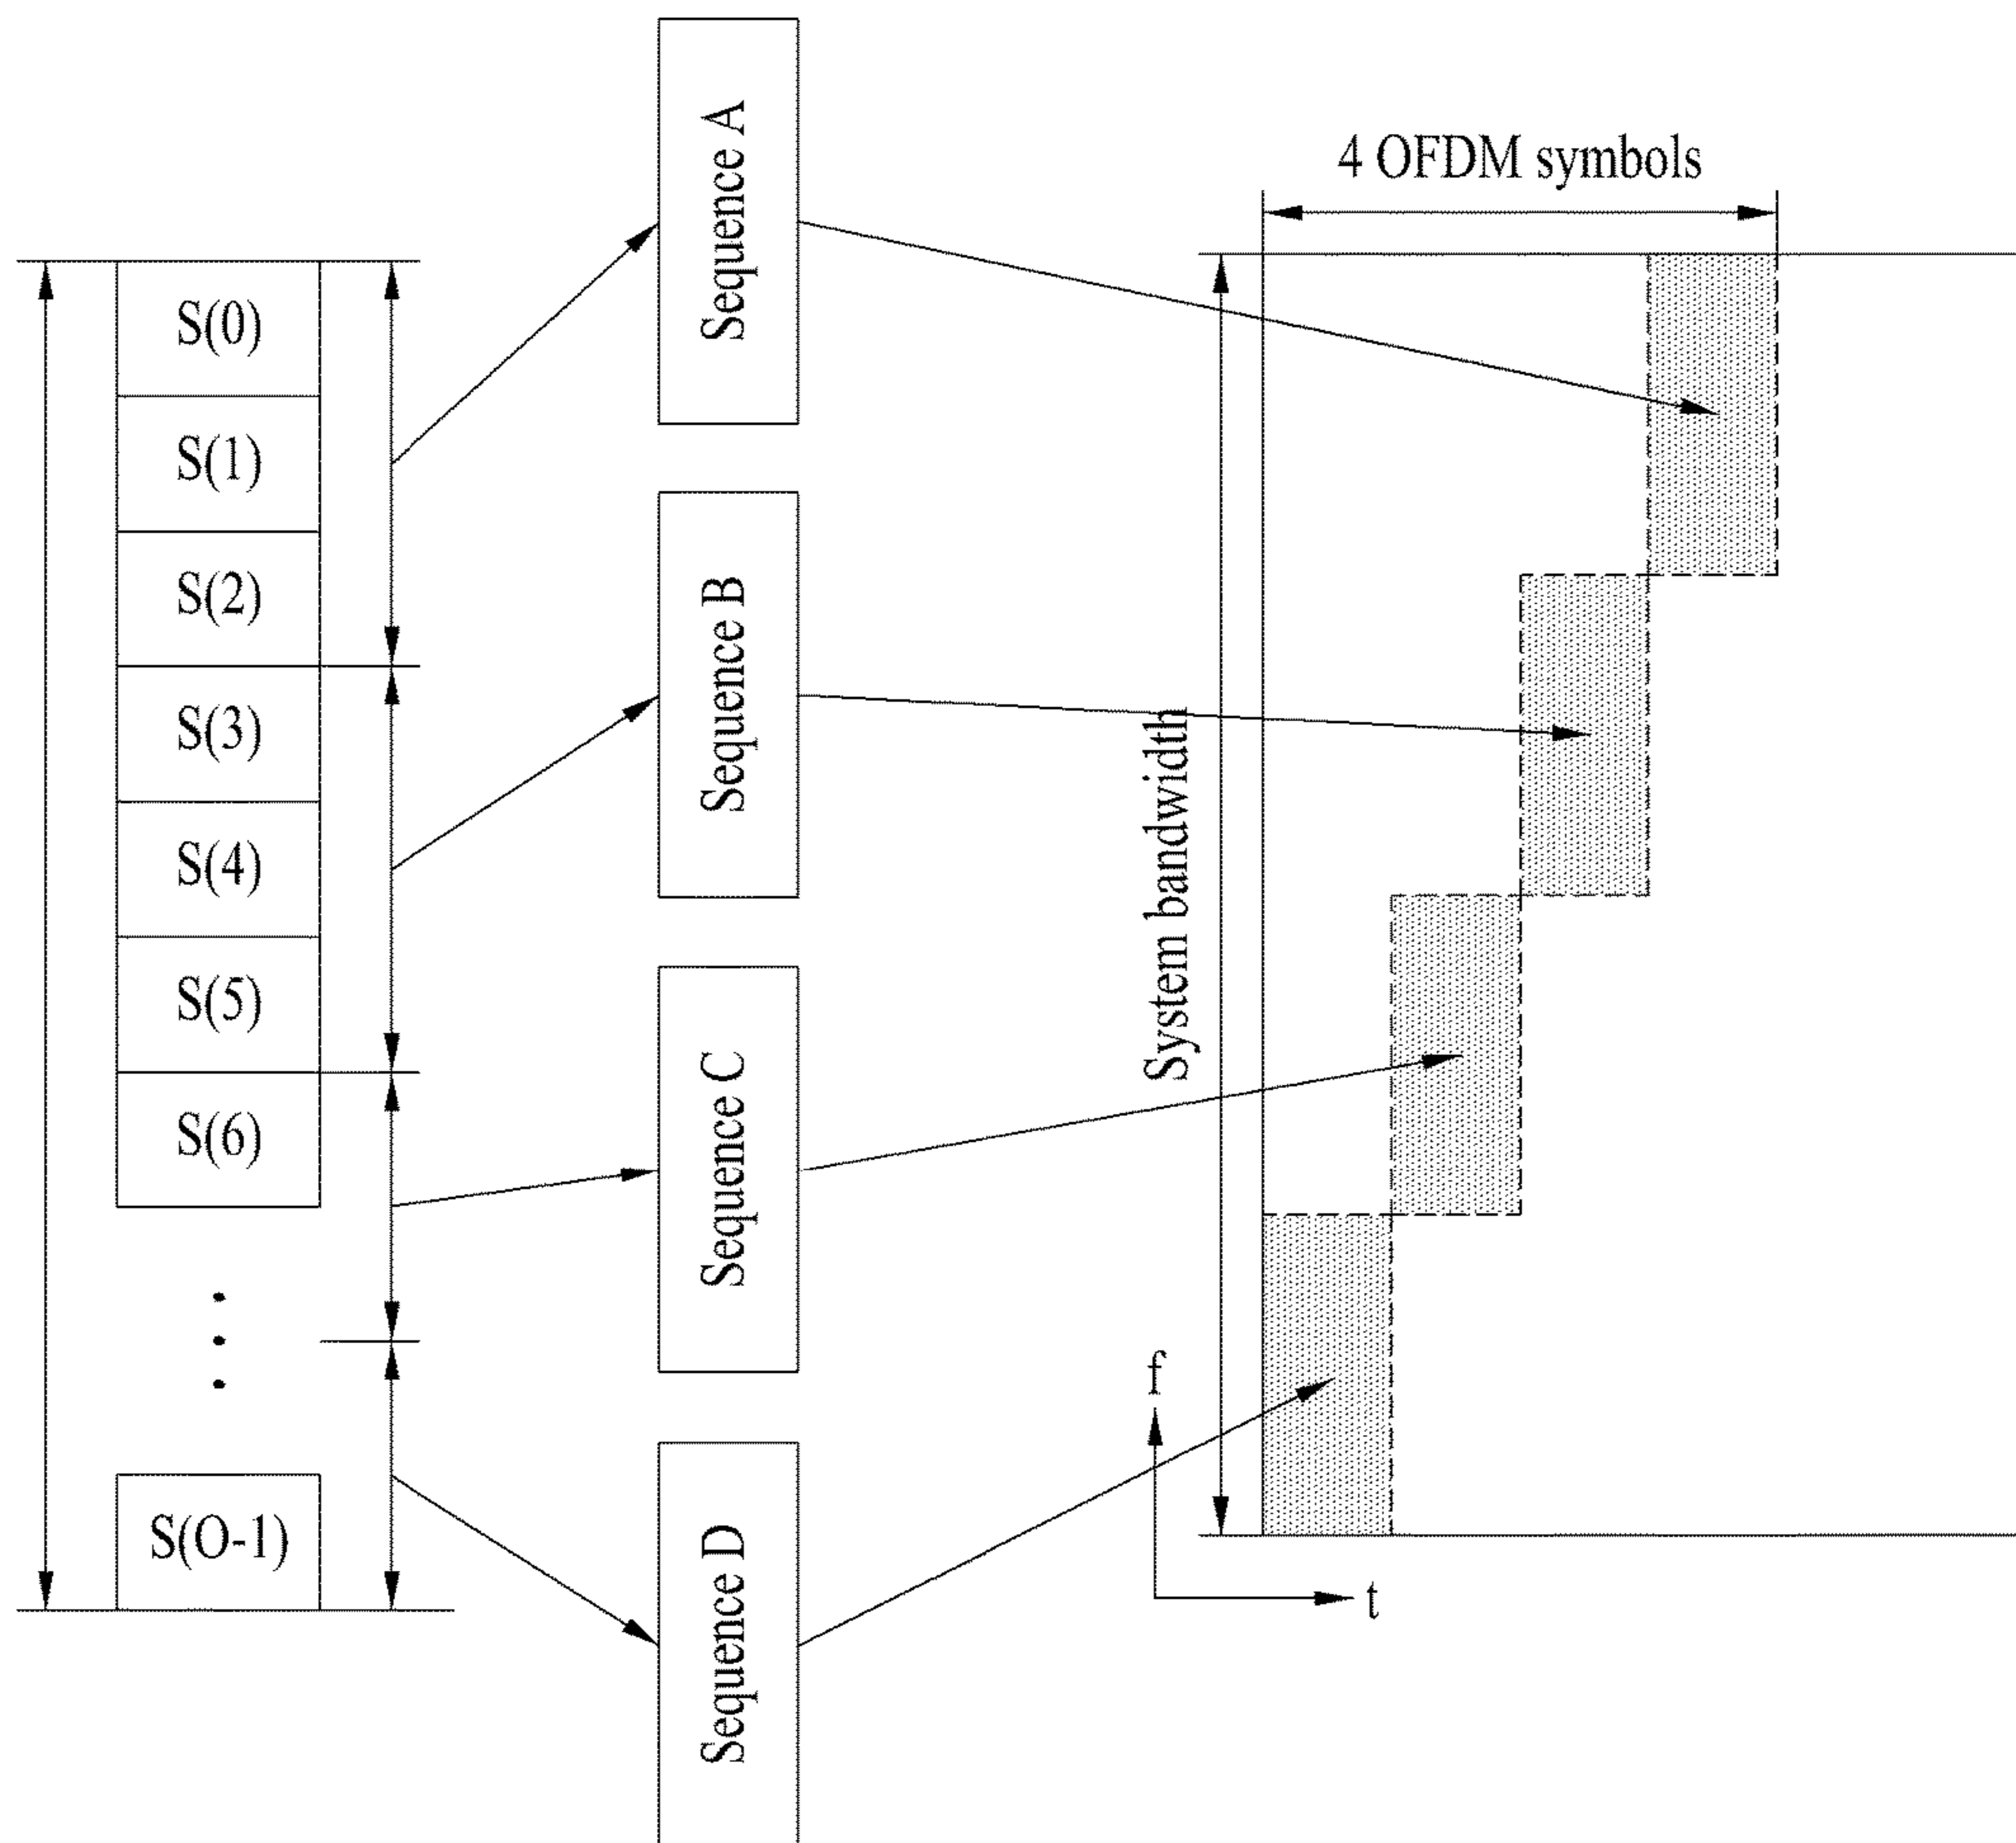 S(0)
S(1)
S(2)
S(3)
S(4)
S(5)
S(6)
S(O-1)
Sequence A
Sequence B
Sequence C
Sequence D
4 OFDM symbols
System bandwidth
f
t